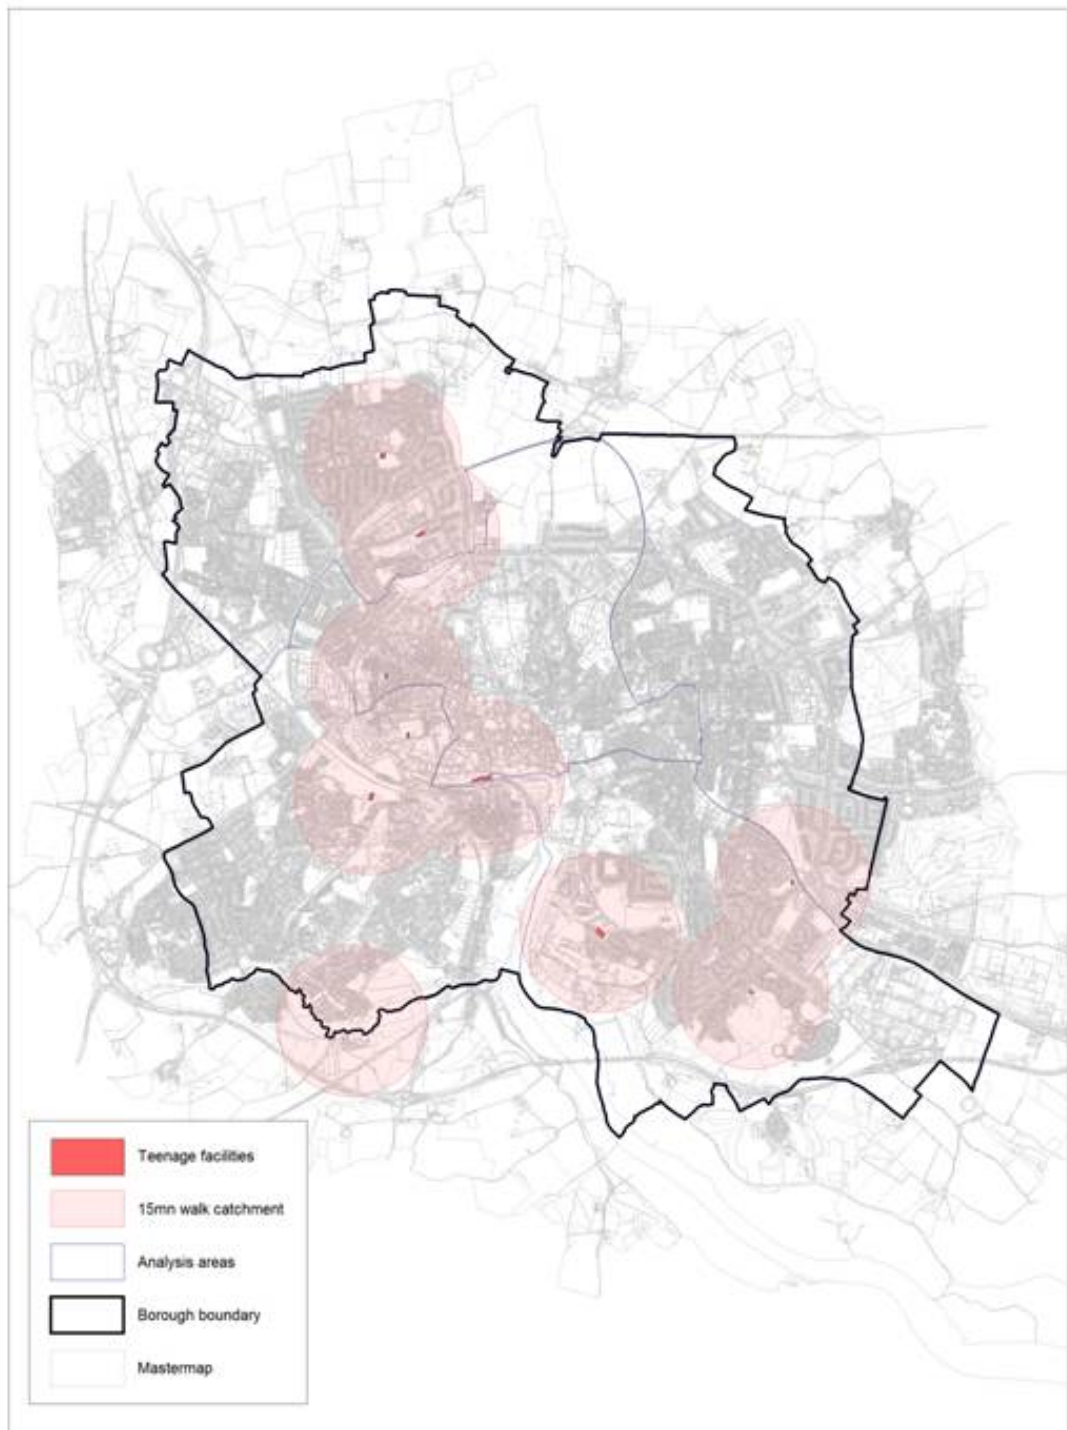 Teenage facilities
15mn walk catchment
Analysis areas
Borough boundary
Mastermap